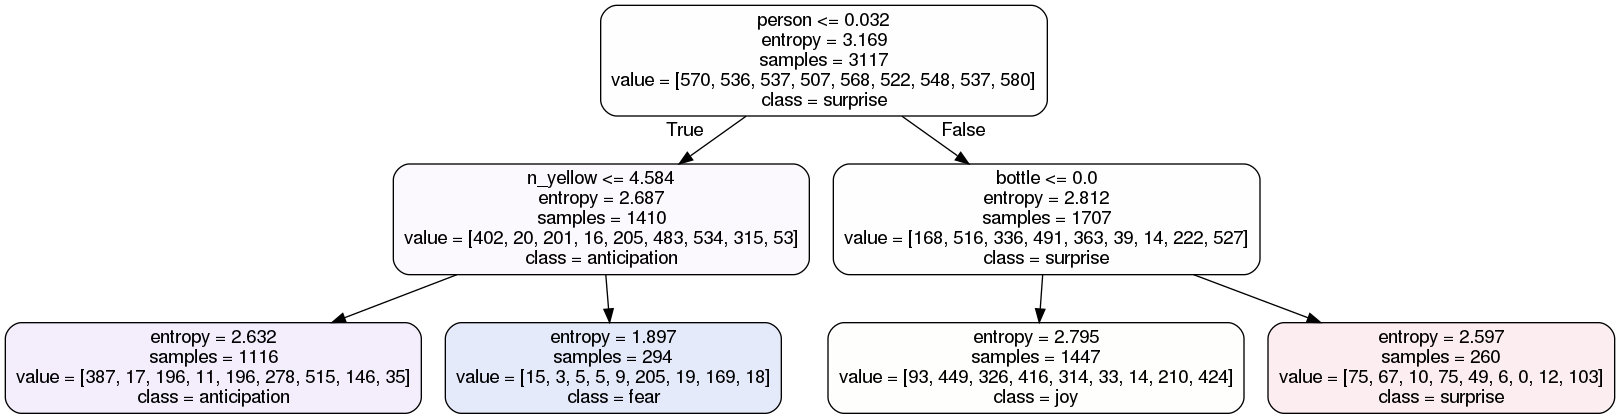 person <= 0.032
entropy = 3.169
samples = 3117
value = [570, 536, 537, 507, 568, 522, 548, 537, 580]
class = surprise
True
False
n_yellow <= 4.584
entropy = 2.687
samples = 1410
value = [402, 20, 201, 16, 205, 483, 534, 315, 53]
class = anticipation
bottle <= 0.0
entropy = 2.812
samples = 1707
value = [168, 516, 336, 491, 363, 39, 14, 222, 527]
class = surprise
entropy = 2.632
samples = 1116
value = [387, 17, 196, 11, 196, 278, 515, 146, 35]
class = anticipation
entropy = 1.897
samples = 294
value = [15, 3, 5, 5, 9, 205, 19, 169, 18]
class = fear
entropy = 2.795
samples = 1447
value = [93, 449, 326, 416, 314, 33, 14, 210, 424]
class = joy
entropy = 2.597
samples = 260
value = [75, 67, 10, 75, 49, 6, 0, 12, 103]
class = surprise